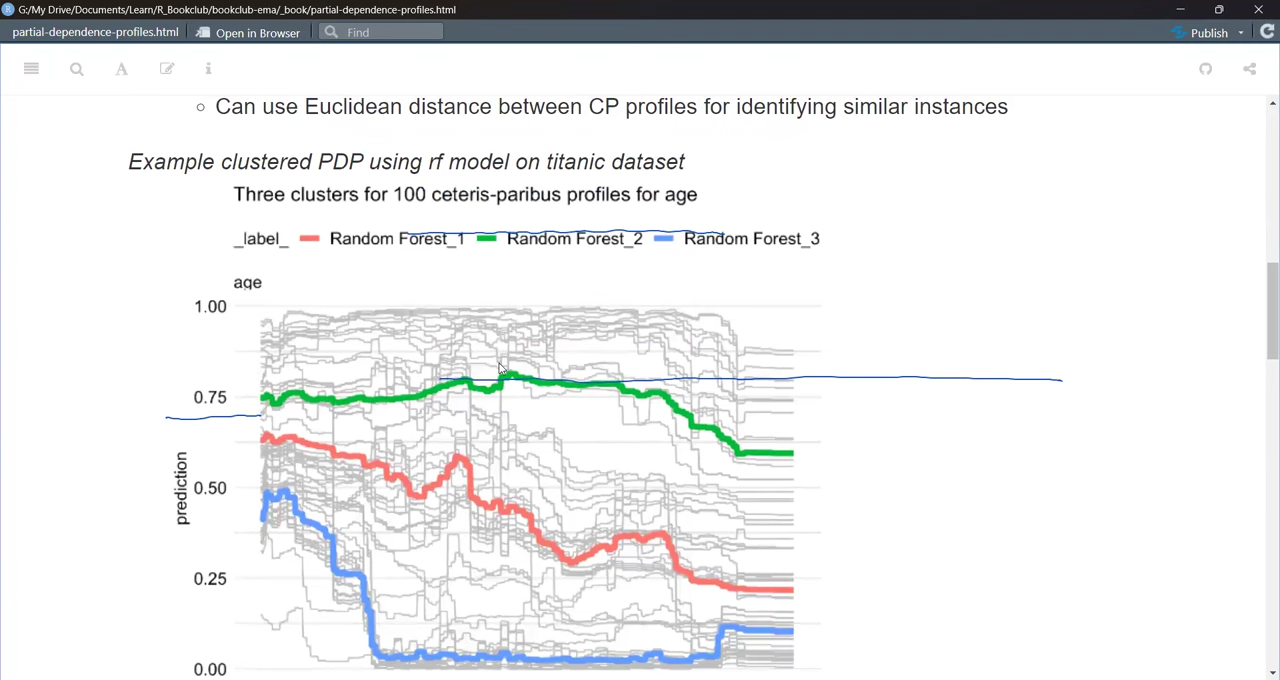 G:/My Drive/Documents/Learn/R_Bookclub/bookclub-ema/_book/partial-dependence-profiles.html
partial-dependence-profiles.html Open in Browser Find Publish
Can use Euclidean distance between CP profiles for identifying similar instances
Example clustered PDP using rf model on titanic dataset
Three clusters for 100 ceteris-paribus profiles for age
_label_ Random Forest_1 Random Forest_2 Random Forest_3
age
1.00
0.75
0.50
0.25
0.00
prediction